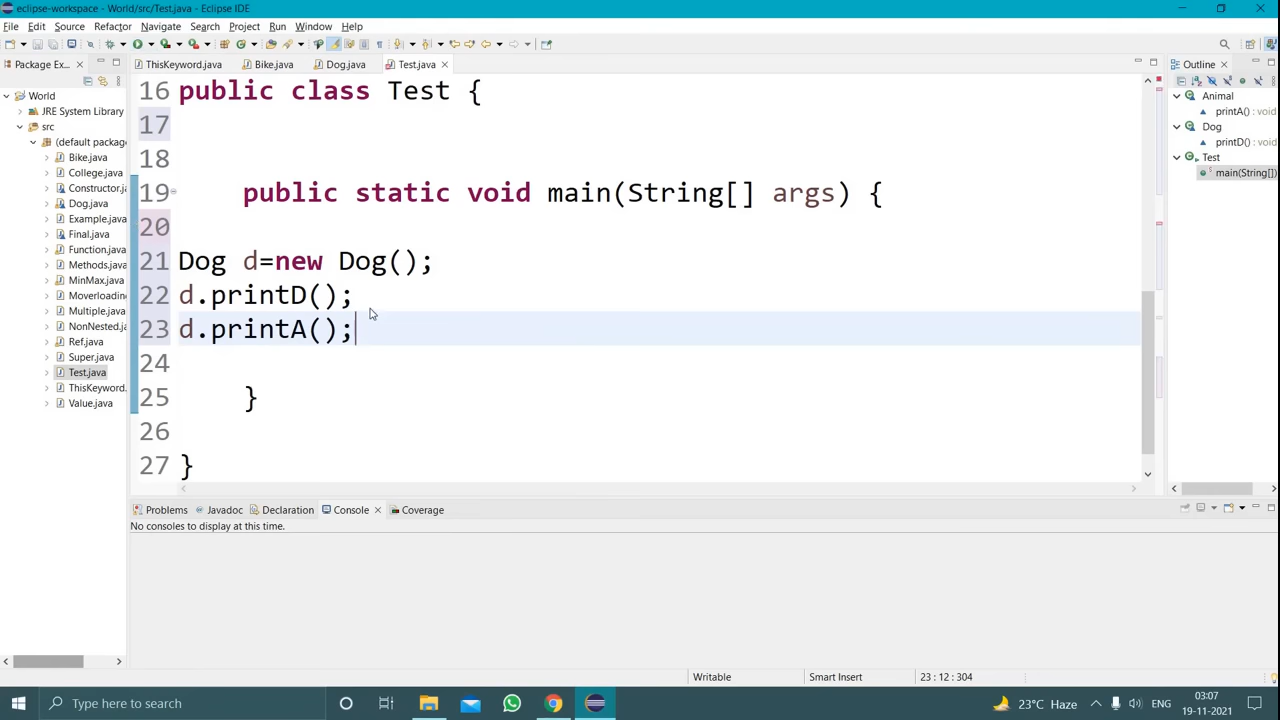 eclipse-workspace - World/src/Test.java - Eclipse IDE
File Edit Source Refactor Navigate Search Project Run Window Help
Package Ex...
ThisKeyword.java
Bike.java
Dog.java
Test.java
Outline
World
JRE System Library
src
(default package
Bike.java
College.java
Constructor.j
Dog.java
Example.java
Final.java
Function.java
Methods.java
MinMax.java
Moverloading
Multiple.java
NonNested.ja
Ref.java
Super.java
Test.java
ThisKeyword.
Value.java
16 public class Test {
17
18
19 public static void main(String[] args) {
20
21 Dog d=new Dog();
22 d.printD();
23 d.printA();
24
25 }
26
27 }
Animal
printA() : void
Dog
printD() : void
Test
main(String[])
Problems Javadoc Declaration Console Coverage
No consoles to display at this time.
Writable Smart Insert 23 : 12 : 304
Type here to search
23°C Haze
ENG
03:07
19-11-2021